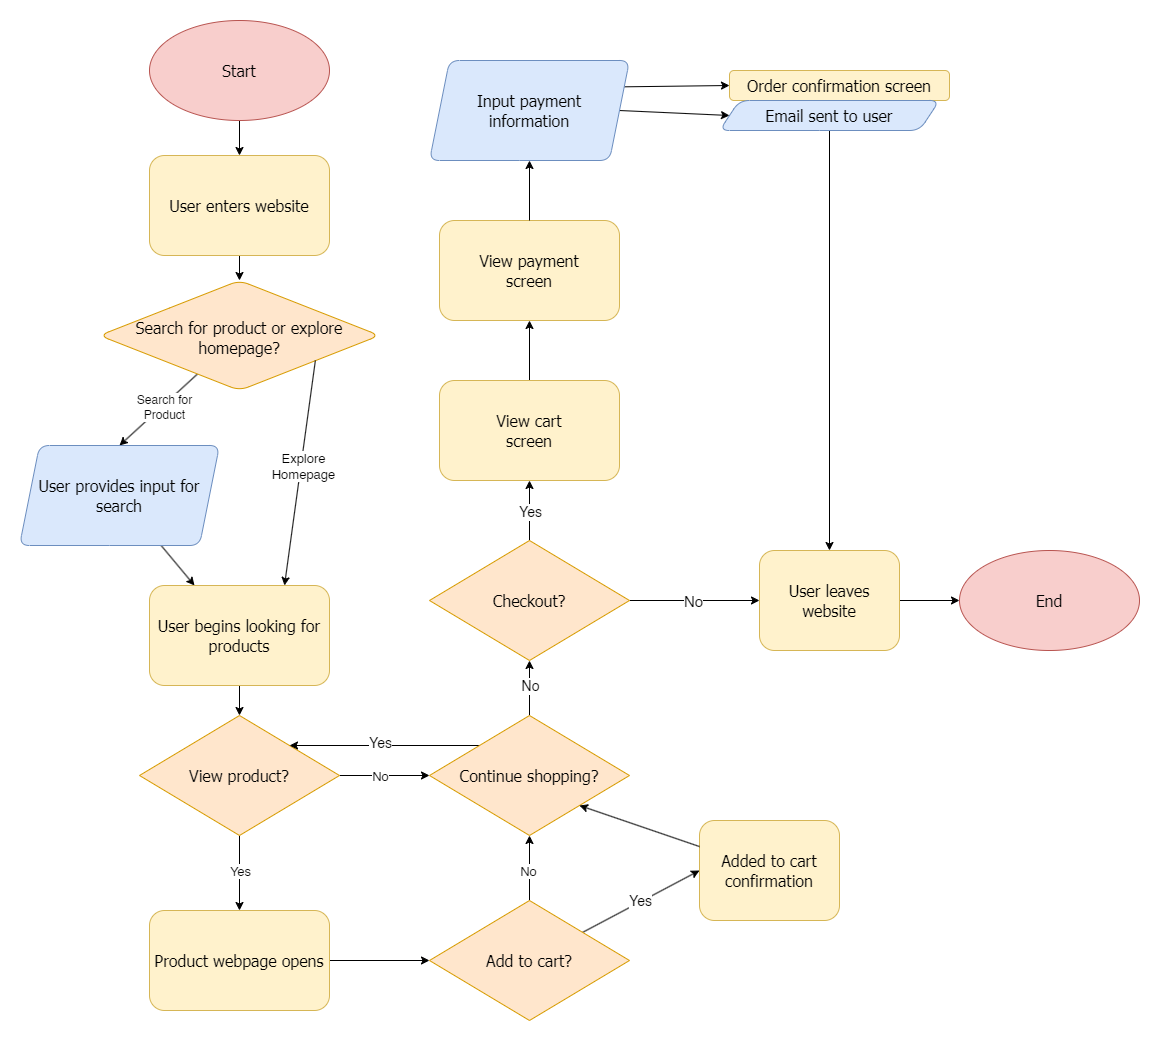 Start
User enters website
Search for product or explore
homepage?
Search for
Product
Explore
Homepage
User provides input for
search
User begins looking for
products
View product?
Yes
No
Product webpage opens
Add to cart?
No
Yes
Added to cart
confirmation
Continue shopping?
Yes
No
Checkout?
Yes
No
View cart
screen
View payment
screen
Input payment
information
Order confirmation screen
Email sent to user
User leaves
website
End